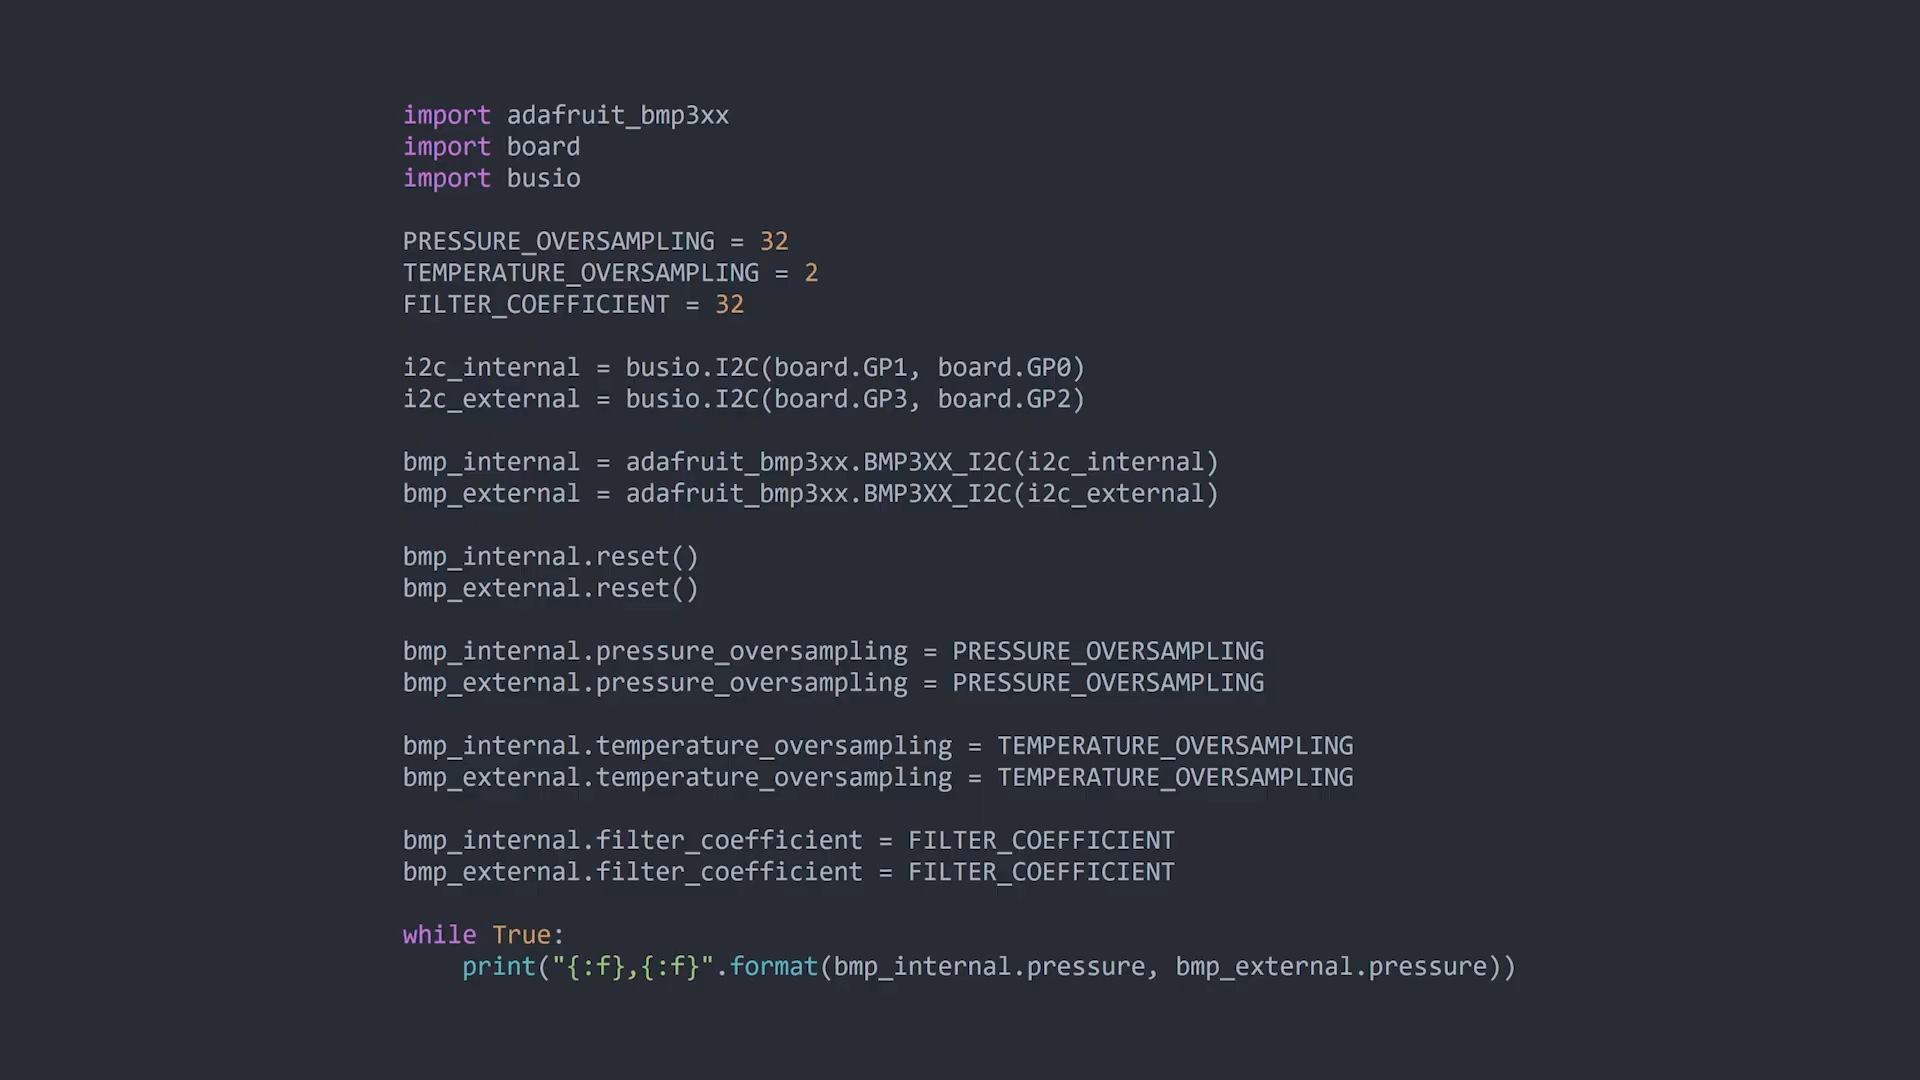 import adafruit_bmp3xx
import board
import busio

PRESSURE_OVERSAMPLING = 32
TEMPERATURE_OVERSAMPLING = 2
FILTER_COEFFICIENT = 32

i2c_internal = busio.I2C(board.GP1, board.GP0)
i2c_external = busio.I2C(board.GP3, board.GP2)

bmp_internal = adafruit_bmp3xx.BMP3XX_I2C(i2c_internal)
bmp_external = adafruit_bmp3xx.BMP3XX_I2C(i2c_external)

bmp_internal.reset()
bmp_external.reset()

bmp_internal.pressure_oversampling = PRESSURE_OVERSAMPLING
bmp_external.pressure_oversampling = PRESSURE_OVERSAMPLING

bmp_internal.temperature_oversampling = TEMPERATURE_OVERSAMPLING
bmp_external.temperature_oversampling = TEMPERATURE_OVERSAMPLING

bmp_internal.filter_coefficient = FILTER_COEFFICIENT
bmp_external.filter_coefficient = FILTER_COEFFICIENT

while True:
    print("{:f},{:f}".format(bmp_internal.pressure, bmp_external.pressure))